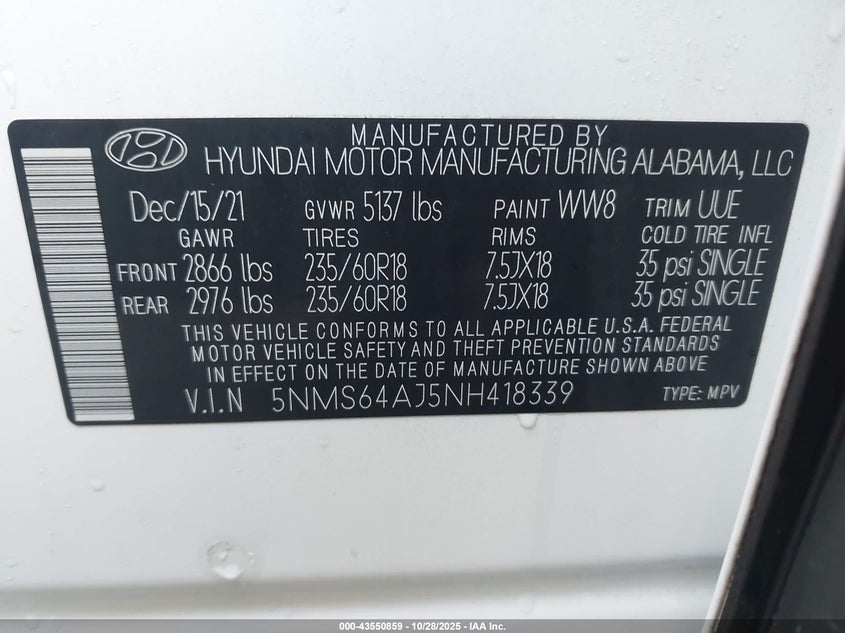 MANUFACTURED BY
HYUNDAI MOTOR MANUFACTURING ALABAMA, LLC
Dec/15/21 GVWR 5137 lbs PAINT WW8 TRIM UUE
GAWR TIRES RIMS COLD TIRE INFL
FRONT 2866 lbs 235/60R18 7.5JX18 35 psi SINGLE
REAR 2976 lbs 235/60R18 7.5JX18 35 psi SINGLE
THIS VEHICLE CONFORMS TO ALL APPLICABLE U.S.A. FEDERAL
MOTOR VEHICLE SAFETY AND THEFT PREVENTION STANDARDS
IN EFFECT ON THE DATE OF MANUFACTURE SHOWN ABOVE
V.I.N 5NMS64AJ5NH418339 TYPE: MPV
000-43550859 - 10/28/2025 - IAA Inc.